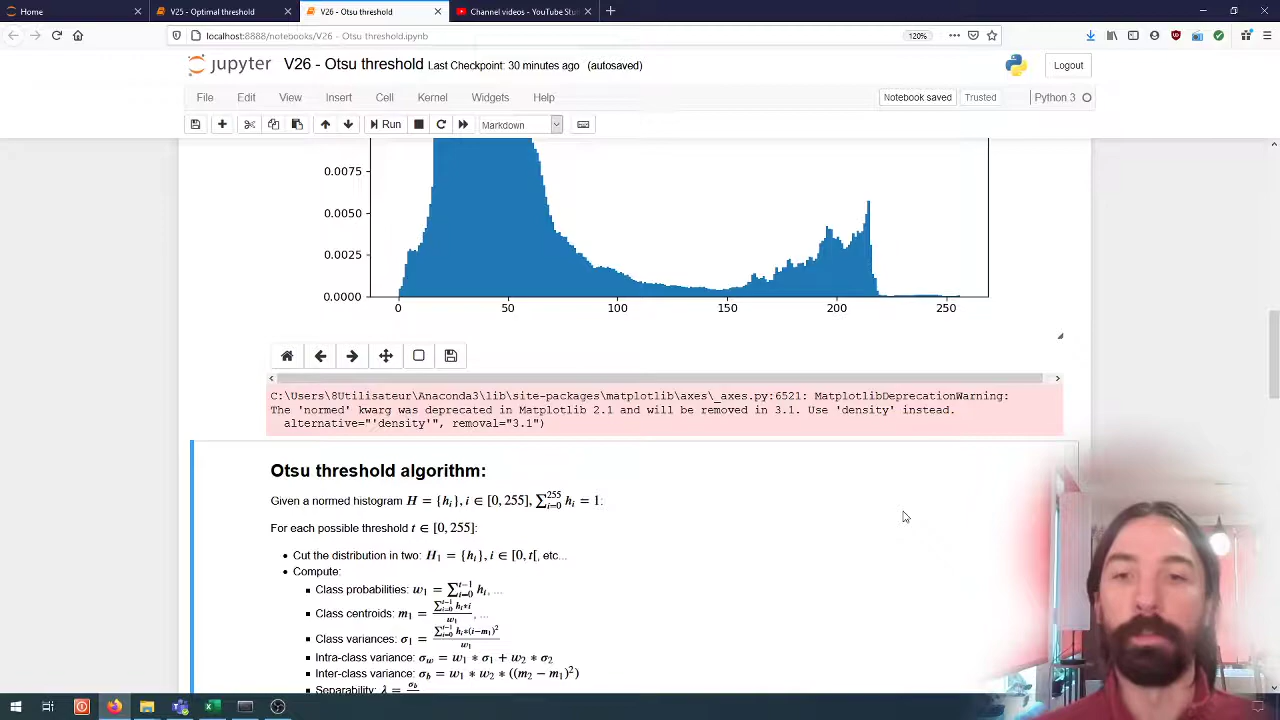 Home
V25 - Optimal threshold
V26 - Otsu threshold
Channel videos - YouTube Stu
localhost:8888/notebooks/V26 - Otsu threshold.ipynb
120%
jupyter V26 - Otsu threshold Last Checkpoint: 30 minutes ago (autosaved)
Logout
File Edit View Insert Cell Kernel Widgets Help
Notebook saved Trusted Python 3
Run Markdown
0.0075
0.0050
0.0025
0.0000
0 50 100 150 200 250
C:\Users\8Utilisateur\Anaconda3\lib\site-packages\matplotlib\axes\_axes.py:6521: MatplotlibDeprecationWarning:
The 'normed' kwarg was deprecated in Matplotlib 2.1 and will be removed in 3.1. Use 'density' instead.
alternative="'density'", removal="3.1")
Otsu threshold algorithm:
Given a normed histogram H = {h_i}, i ∈ [0, 255], ∑_{i=0}^{255} h_i = 1:
For each possible threshold t ∈ [0, 255]:
• Cut the distribution in two: H_1 = {h_i}, i ∈ [0, t[, etc...
• Compute:
▪ Class probabilities: w_1 = ∑_{i=0}^{t-1} h_i, ...
▪ Class centroids: m_1 = ∑_{i=0}^{t-1} h_i*i / w_1, ...
▪ Class variances: σ_1 = ∑_{i=0}^{t-1} h_i*(i−m_1)^2 / w_1
▪ Intra-class variance: σ_w = w_1 * σ_1 + w_2 * σ_2
▪ Inter-class variance: σ_b = w_1 * w_2 * ((m_2 − m_1)^2)
▪ Separability: λ = σ_b